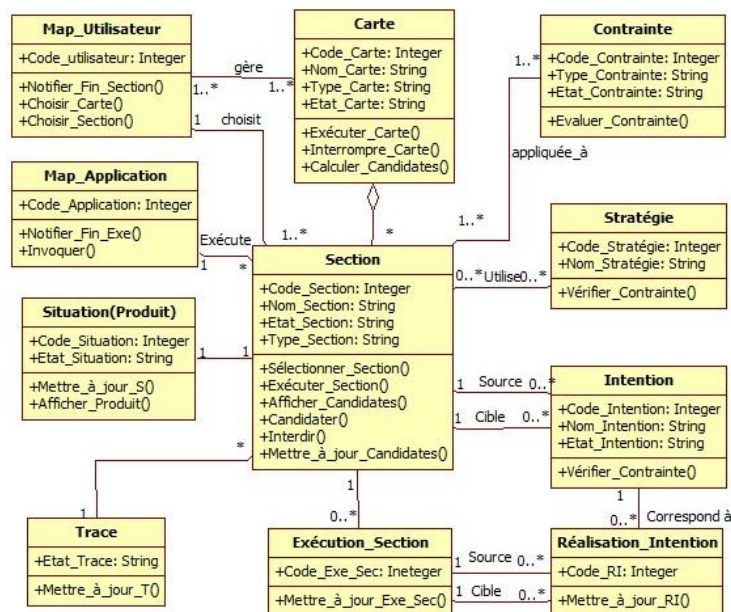 Map_Utilisateur
+Code_utilisateur: Integer
+Notifier_Fin_Section()
+Choisir_Carte()
+Choisir_Section()
Carte
+Code_Carte: Integer
+Nom_Carte: String
+Type_Carte: String
+Etat_Carte: String
+Exécuter_Carte()
+Interrompre_Carte()
+Calculer_Candidates()
Contrainte
+Code_Contrainte: Integer
+Type_Contrainte: String
+Etat_Contrainte: String
+Evaluer_Contrainte()
gère
1..*
1..*
1
choisit
1..*
1..*
appliquée_à
1..*
*
Map_Application
+Code_Application: Integer
+Notifier_Fin_Exe()
+Invoquer()
Exécute
1
*
Section
+Code_Section: Integer
+Nom_Section: String
+Etat_Section: String
+Type_Section: String
+Sélectionner_Section()
+Exécuter_Section()
+Afficher_Candidates()
+Candidater()
+Interdir()
+Mettre_à_jour_Candidates()
Stratégie
+Code_Stratégie: Integer
+Nom_Stratégie: String
+Vérifier_Contrainte()
0..*
Utilise
0..*
Situation(Produit)
+Code_Situation: Integer
+Etat_Situation: String
+Mettre_à_jour_S()
+Afficher_Produit()
1
1
1
Source
0..*
1
Cible
0..*
Intention
+Code_Intention: Integer
+Nom_Intention: String
+Etat_Intention: String
+Vérifier_Contrainte()
*
1
1
0..*
1
0..*
Correspond à
Trace
+Etat_Trace: String
+Mettre_à_jour_T()
Exécution_Section
+Code_Exe_Sec: Ineteger
+Mettre_à_jour_Exe_Sec()
1
Source
0..*
1
Cible
0..*
Réalisation_Intention
+Code_RI: Integer
+Mettre_à_jour_RI()